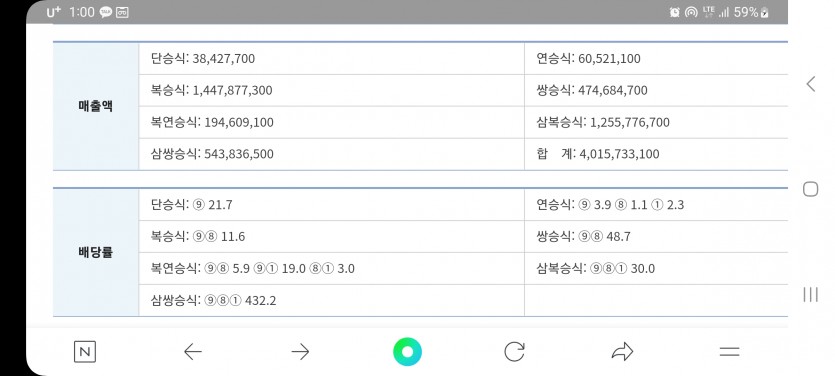 U+ 1:00 TALK LTE 59%
매출액
단승식: 38,427,700 연승식: 60,521,100
복승식: 1,447,877,300 쌍승식: 474,684,700
복연승식: 194,609,100 삼복승식: 1,255,776,700
삼쌍승식: 543,836,500 합 계: 4,015,733,100
배당률
단승식: ⑨ 21.7 연승식: ⑨ 3.9 ⑧ 1.1 ① 2.3
복승식: ⑨⑧ 11.6 쌍승식: ⑨⑧ 48.7
복연승식: ⑨⑧ 5.9 ⑨① 19.0 ⑧① 3.0 삼복승식: ⑨⑧① 30.0
삼쌍승식: ⑨⑧① 432.2
N